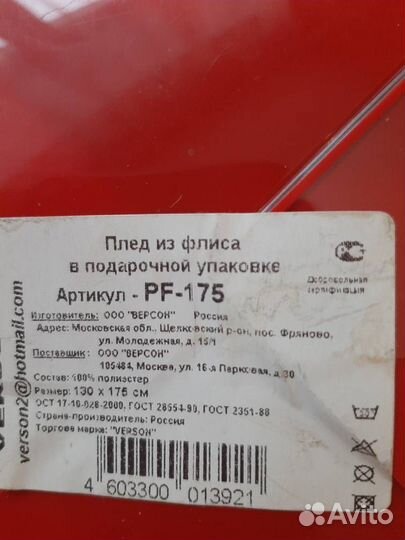 Плед из флиса
в подарочной упаковке
Артикул - PF-175
Добровольная
сертификация
Изготовитель: ООО "ВЕРСОН" Россия
Адрес: Московская обл., Щелковский р-он, пос. Фряново,
ул. Молодежная, д. 15/1
Поставщик: ООО "ВЕРСОН"
105484, Москва, ул. 16-я Парковая, д.30
Состав: 100% полиэстер
Размер: 130 х 175 см
ОСТ 17-10-028-2000, ГОСТ 28554-90, ГОСТ 2351-88
Страна-производитель: Россия
Торговая марка: "VERSON"
4 603300 013921
verson2@hotmail.com
Avito